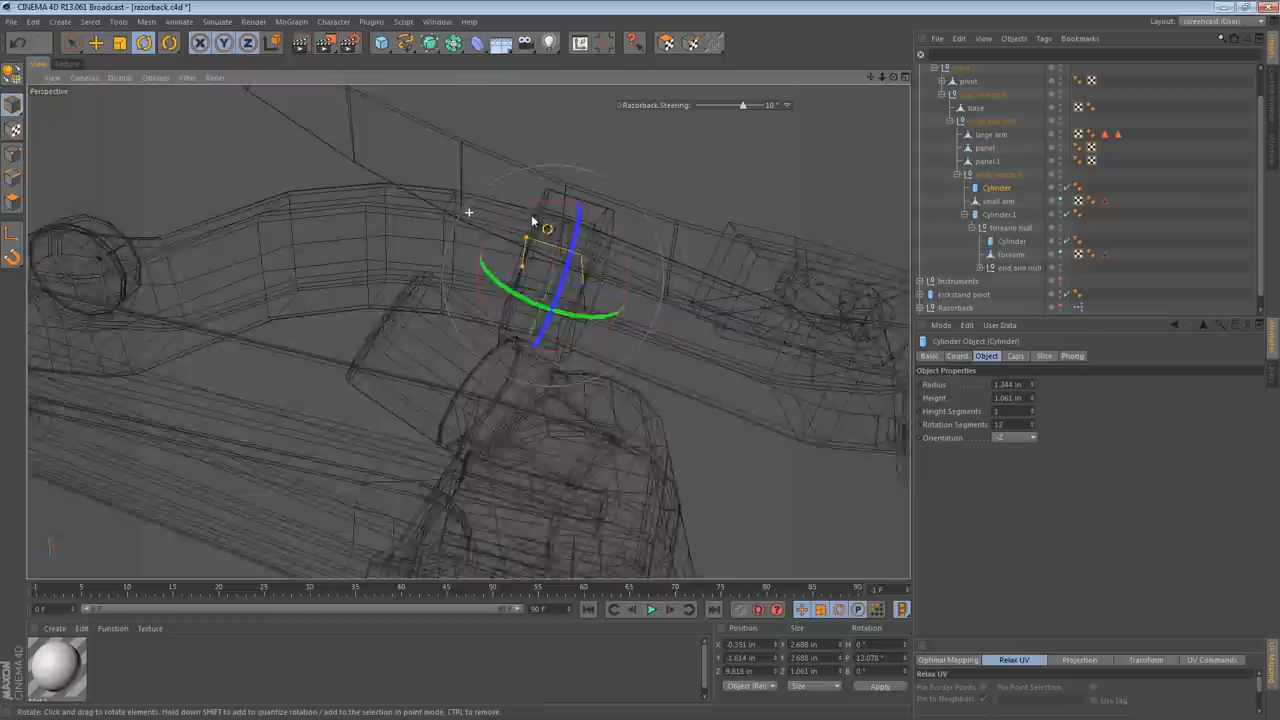 CINEMA 4D R13.061 Broadcast - [razorback.c4d *]
File Edit Create Select Tools Mesh Animate Simulate Render MoGraph Character Plugins Script Window Help
Layout: screencast (User)
View Texture
File Edit View Objects Tags Bookmarks
View Cameras Display Options Filter Panel
Perspective
Razorback.Steering: 10 °
pivot
base
large arm
panel
panel.1
Cylinder
small arm
Cylinder.1
forearm null
Cylinder
forearm
end arm null
Instruments
kickstand pivot
Razorback
Mode Edit User Data
Cylinder Object [Cylinder]
Basic Coord. Object Caps Slice Phong
Object Properties
Radius 1.344 in
Height 1.061 in
Height Segments 1
Rotation Segments 12
Orientation -Z
-1 5 10 15 20 25 30 35 40 45 50 55 60 65 70 75 80 85 90 -1 F
0 F 0 F 90 F 90 F
Create Edit Function Texture
Position Size Rotation
X -0.351 in X 2.688 in H 0 °
Y -1.614 in Y 2.688 in P 13.078 °
Z 9.818 in Z 1.061 in B 0 °
Object (Rel) Size Apply
Optimal Mapping Relax UV Projection Transform UV Commands
Relax UV
Pin Border Points Pin Point Selection
Pin to Neighbors Use Tag
MAXON
CINEMA 4D
Rotate: Click and drag to rotate elements. Hold down SHIFT to add to quantize rotation / add to the selection in point mode, CTRL to remove.